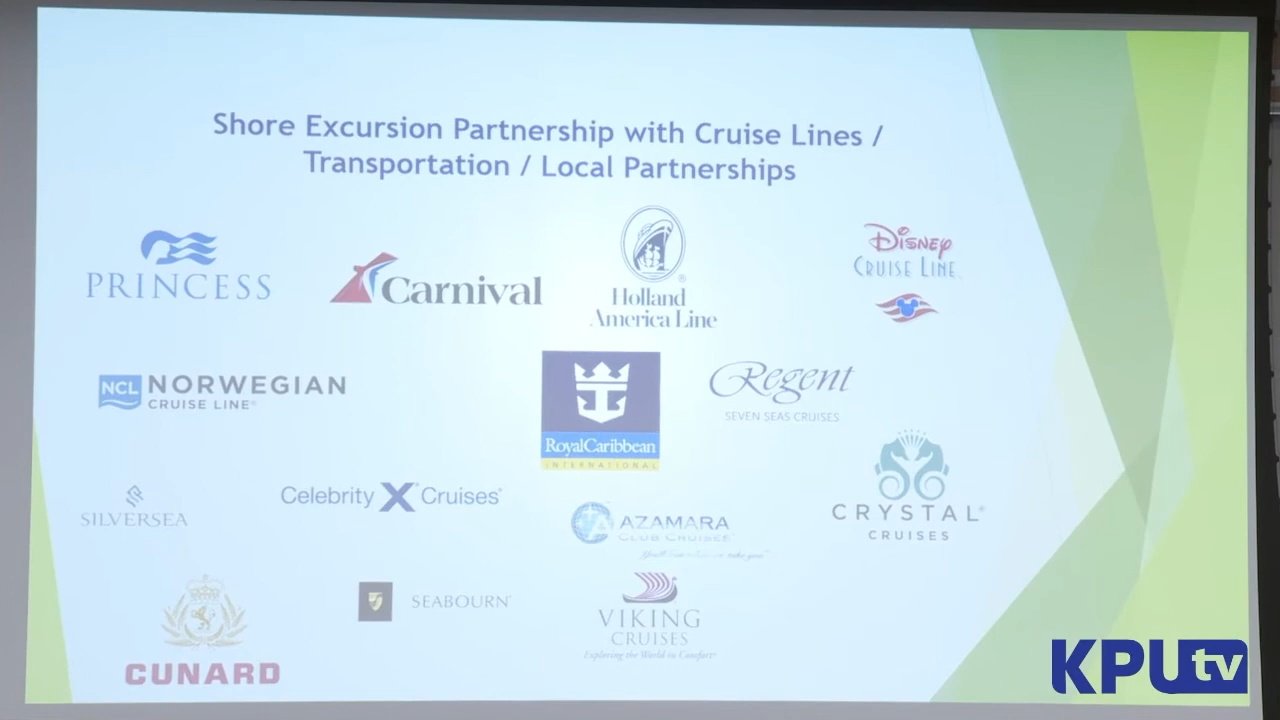 Shore Excursion Partnership with Cruise Lines /
Transportation / Local Partnerships
PRINCESS
Carnival
Holland
America Line
®
Disney
CRUISE LINE
NCL NORWEGIAN
CRUISE LINE®
RoyalCaribbean
INTERNATIONAL
Regent
SEVEN SEAS CRUISES
SILVERSEA
Celebrity X Cruises®
AZAMARA
CLUB CRUISES
CRYSTAL®
CRUISES
CUNARD
SEABOURN
VIKING
CRUISES
Exploring the World in Comfort®
KPUtv